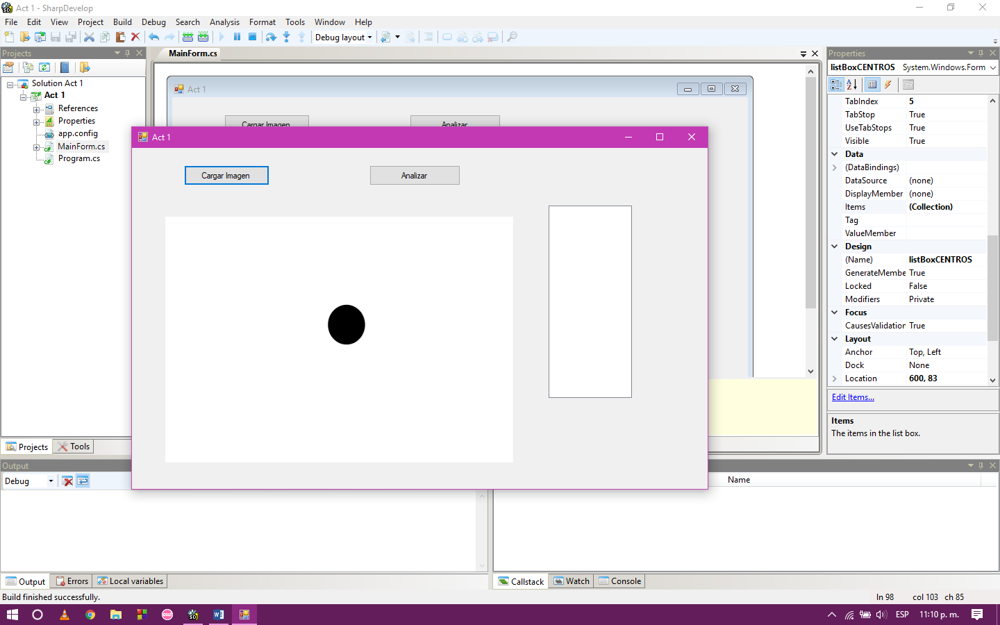 Act 1 - SharpDevelop
File Edit View Project Build Debug Search Analysis Format Tools Window Help
Debug layout
Projects
Solution Act 1
Act 1
References
Properties
app.config
MainForm.cs
Program.cs
Projects Tools
MainForm.cs
Act 1
Cargar Imagen Analizar
Act 1
Cargar Imagen Analizar
Properties
listBoxCENTROS System.Windows.Form
TabIndex 5
TabStop True
UseTabStops True
Visible True
Data
(DataBindings)
DataSource (none)
DisplayMember (none)
Items (Collection)
Tag
ValueMember
Design
(Name) listBoxCENTROS
GenerateMembe True
Locked False
Modifiers Private
Focus
CausesValidation True
Layout
Anchor Top, Left
Dock None
Location 600, 83
Edit Items...
Items
The items in the list box.
Output
Debug
Name
Output Errors Local variables
Callstack Watch Console
Build finished successfully.
ln 98 col 103 ch 85
ESP 11:10 p. m.